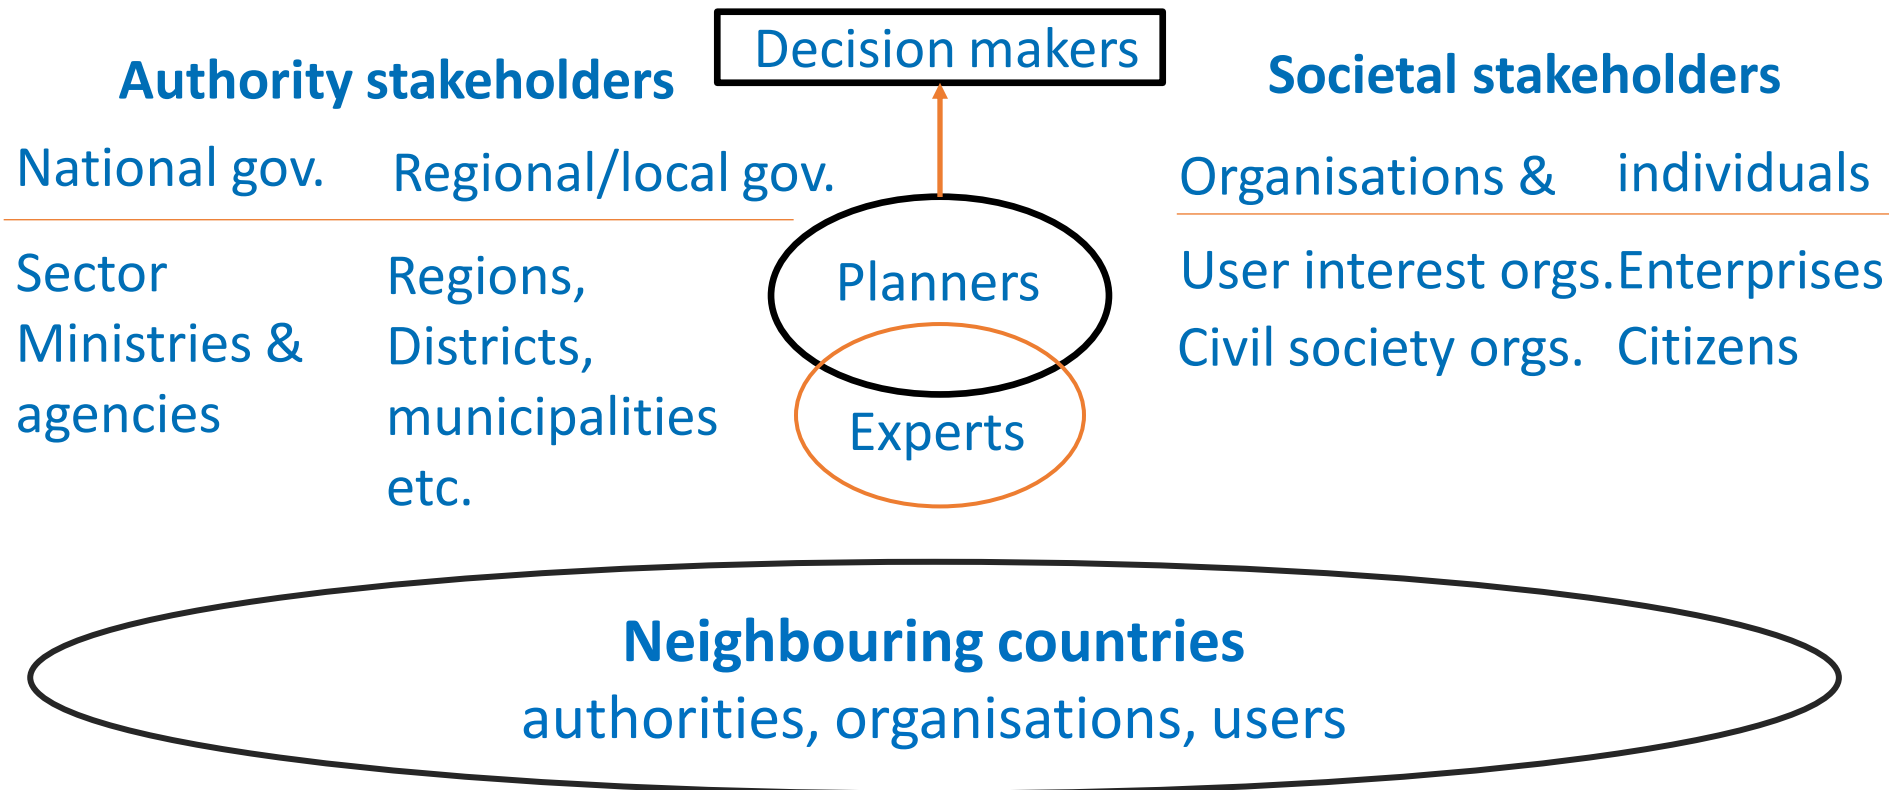 Decision makers
Authority stakeholders
National gov.
Regional/local gov.
Sector
Ministries &
agencies
Regions,
Districts,
municipalities
etc.
Planners
Experts
Societal stakeholders
Organisations &
individuals
User interest orgs.
Enterprises
Civil society orgs.
Citizens
Neighbouring countries
authorities, organisations, users